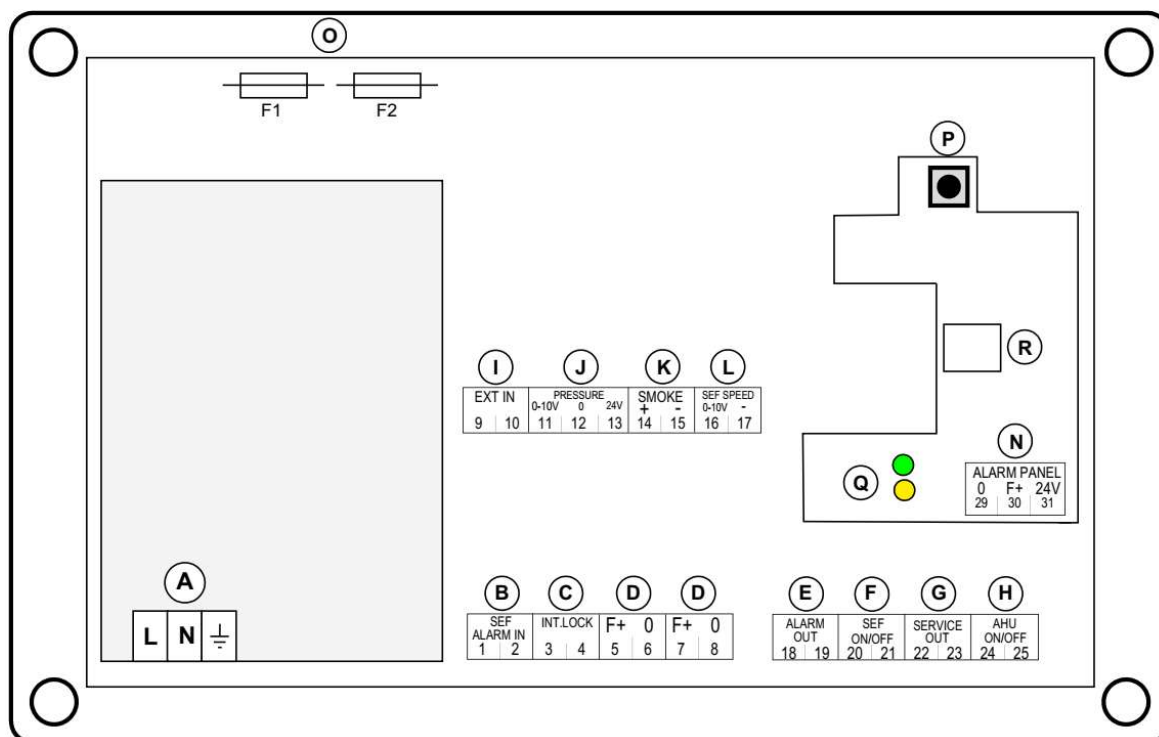 O
F1 F2
P
R
I J K L
EXT IN PRESSURE SMOKE SEF SPEED
0-10V 0 24V + - 0-10V -
9 10 11 12 13 14 15 16 17
N
ALARM PANEL
0 F+ 24V
29 30 31
Q
A
L N
B C D D
SEF ALARM IN INT.LOCK F+ 0 F+ 0
1 2 3 4 5 6 7 8
E F G H
ALARM OUT SEF ON/OFF SERVICE OUT AHU ON/OFF
18 19 20 21 22 23 24 25